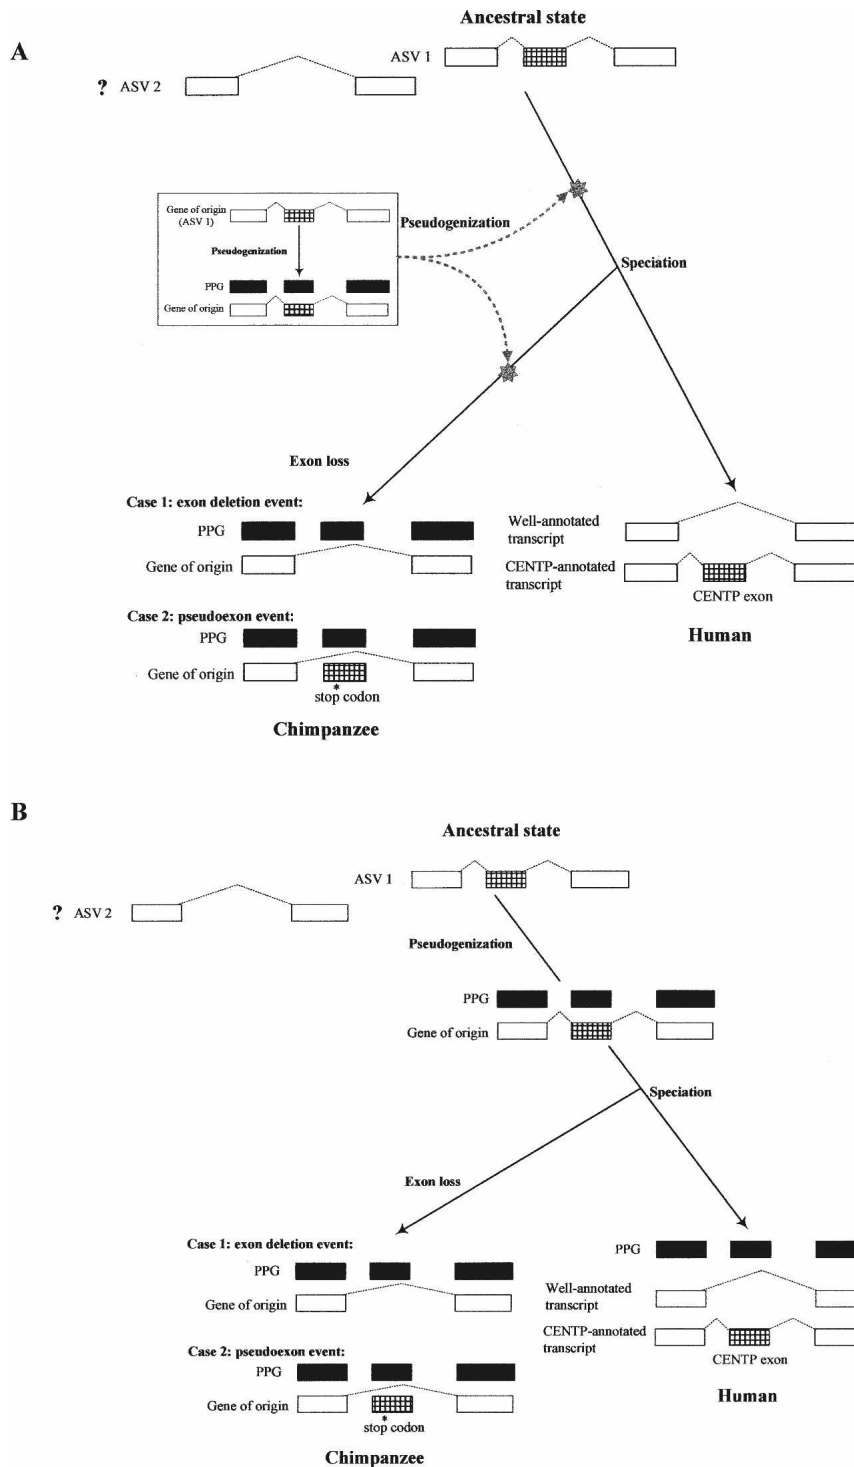 A
Ancestral state
ASV 1
? ASV 2
Gene of origin
(ASV 1)
Pseudogenization
PPG
Gene of origin
Pseudogenization
Speciation
Exon loss
Case 1: exon deletion event:
PPG
Gene of origin
Case 2: pseudoexon event:
PPG
Gene of origin
*
stop codon
Chimpanzee
Well-annotated
transcript
CENTP-annotated
transcript
CENTP exon
Human
B
Ancestral state
ASV 1
? ASV 2
Pseudogenization
PPG
Gene of origin
Speciation
Exon loss
Case 1: exon deletion event:
PPG
Gene of origin
Case 2: pseudoexon event:
PPG
Gene of origin
*
stop codon
Chimpanzee
PPG
Well-annotated
transcript
CENTP-annotated
transcript
CENTP exon
Human